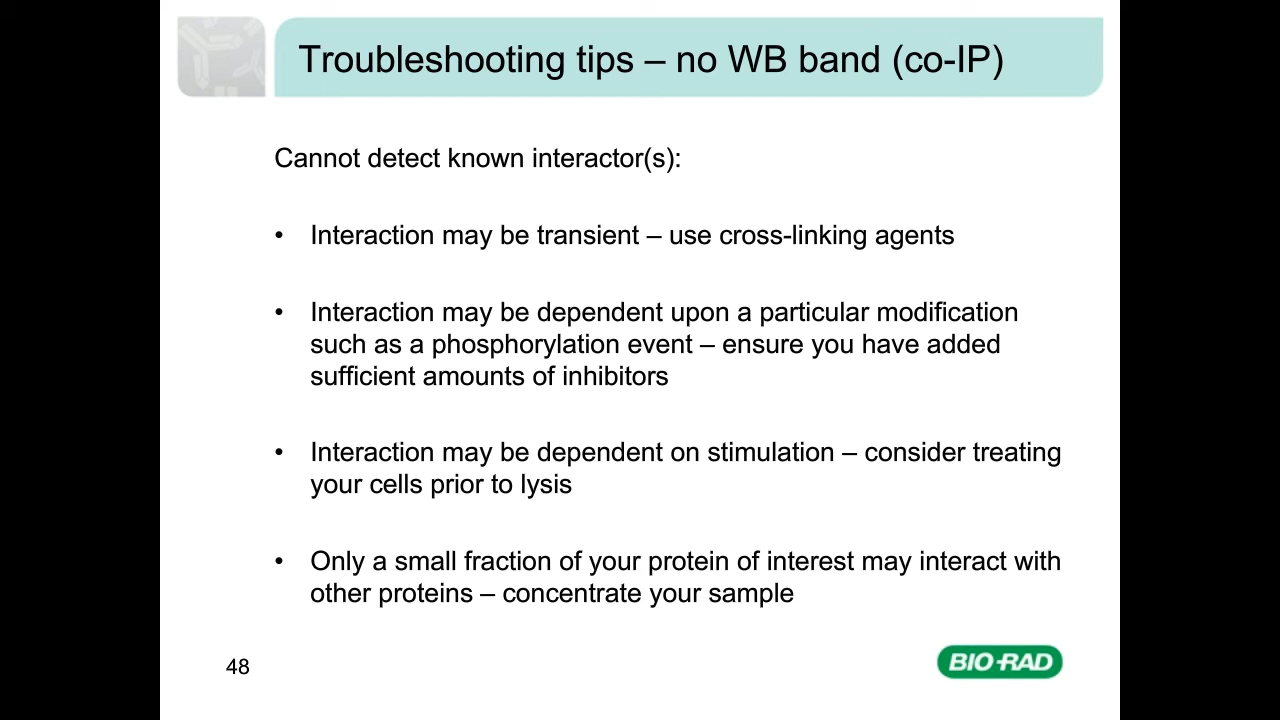 Troubleshooting tips – no WB band (co-IP)
Cannot detect known interactor(s):
• Interaction may be transient – use cross-linking agents
• Interaction may be dependent upon a particular modification
such as a phosphorylation event – ensure you have added
sufficient amounts of inhibitors
• Interaction may be dependent on stimulation – consider treating
your cells prior to lysis
• Only a small fraction of your protein of interest may interact with
other proteins – concentrate your sample
48
BIO-RAD